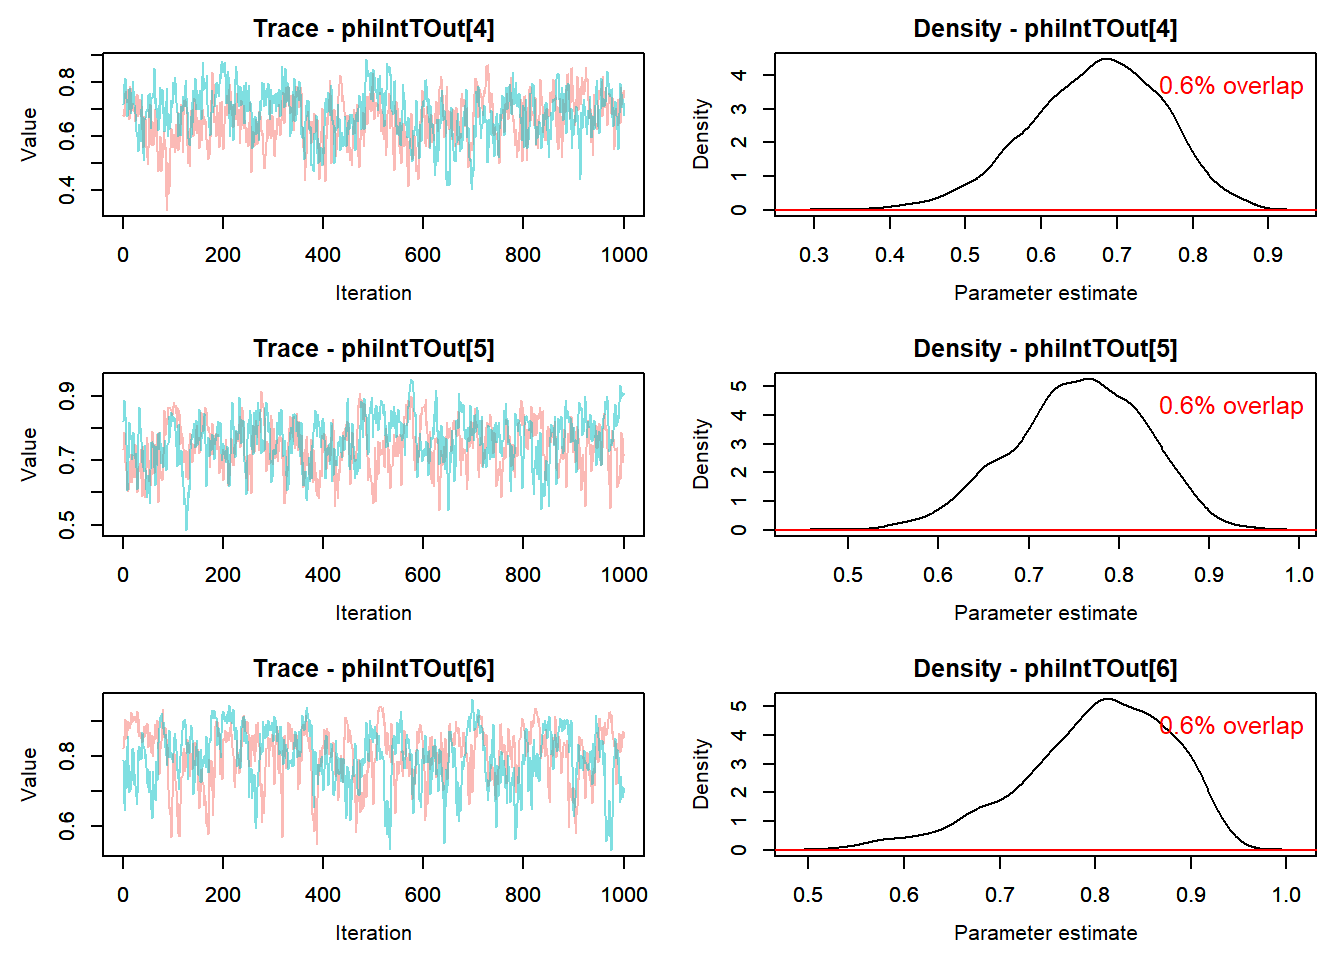 Trace - phiIntTOut[4]
Value
0.4 0.6 0.8
0 200 400 600 800 1000
Iteration
Density - phiIntTOut[4]
Density
0 1 2 3 4
0.6% overlap
0.3 0.4 0.5 0.6 0.7 0.8 0.9
Parameter estimate
Trace - phiIntTOut[5]
Value
0.5 0.7 0.9
0 200 400 600 800 1000
Iteration
Density - phiIntTOut[5]
Density
0 1 2 3 4 5
0.6% overlap
0.5 0.6 0.7 0.8 0.9 1.0
Parameter estimate
Trace - phiIntTOut[6]
Value
0.6 0.8
0 200 400 600 800 1000
Iteration
Density - phiIntTOut[6]
Density
0 1 2 3 4 5
0.6% overlap
0.5 0.6 0.7 0.8 0.9 1.0
Parameter estimate